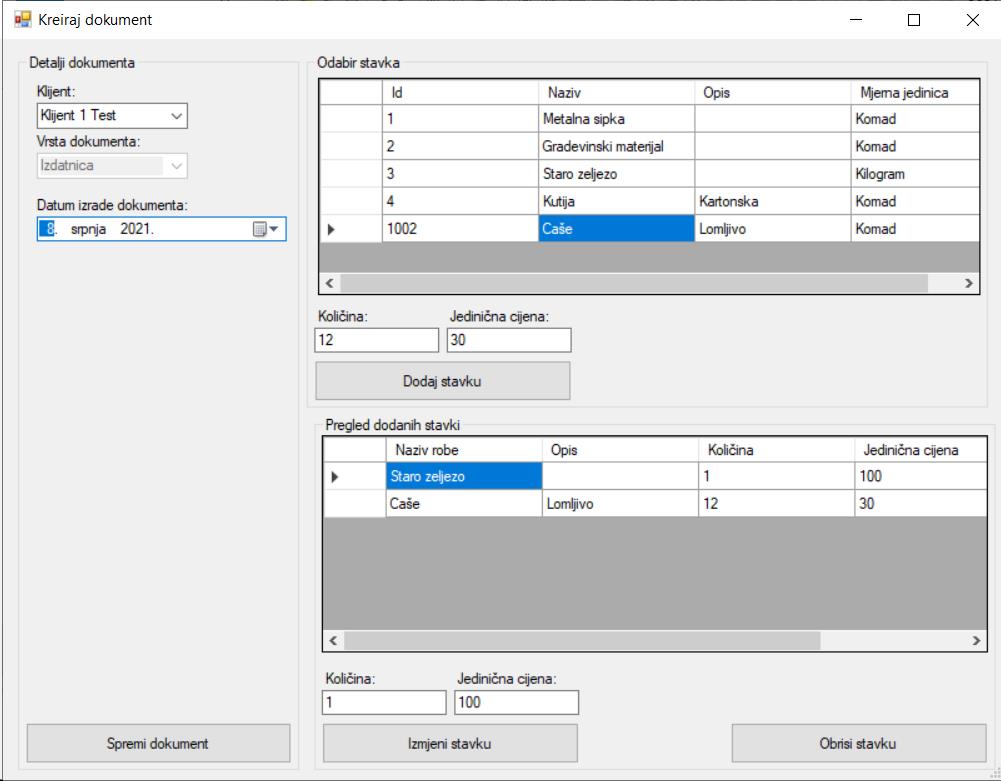 Kreiraj dokument
Detalji dokumenta
Klijent:
Klijent 1 Test
Vrsta dokumenta:
Izdatnica
Datum izrade dokumenta:
8. srpnja 2021.
Spremi dokument
Odabir stavka
Id Naziv Opis Mjerna jedinica
1 Metalna sipka Komad
2 Gradevinski materijal Komad
3 Staro zeljezo Kilogram
4 Kutija Kartonska Komad
1002 Caše Lomljivo Komad
Količina: Jedinična cijena:
12 30
Dodaj stavku
Pregled dodanih stavki
Naziv robe Opis Količina Jedinična cijena
Staro zeljezo 1 100
Caše Lomljivo 12 30
Količina: Jedinična cijena:
1 100
Izmjeni stavku Obrisi stavku